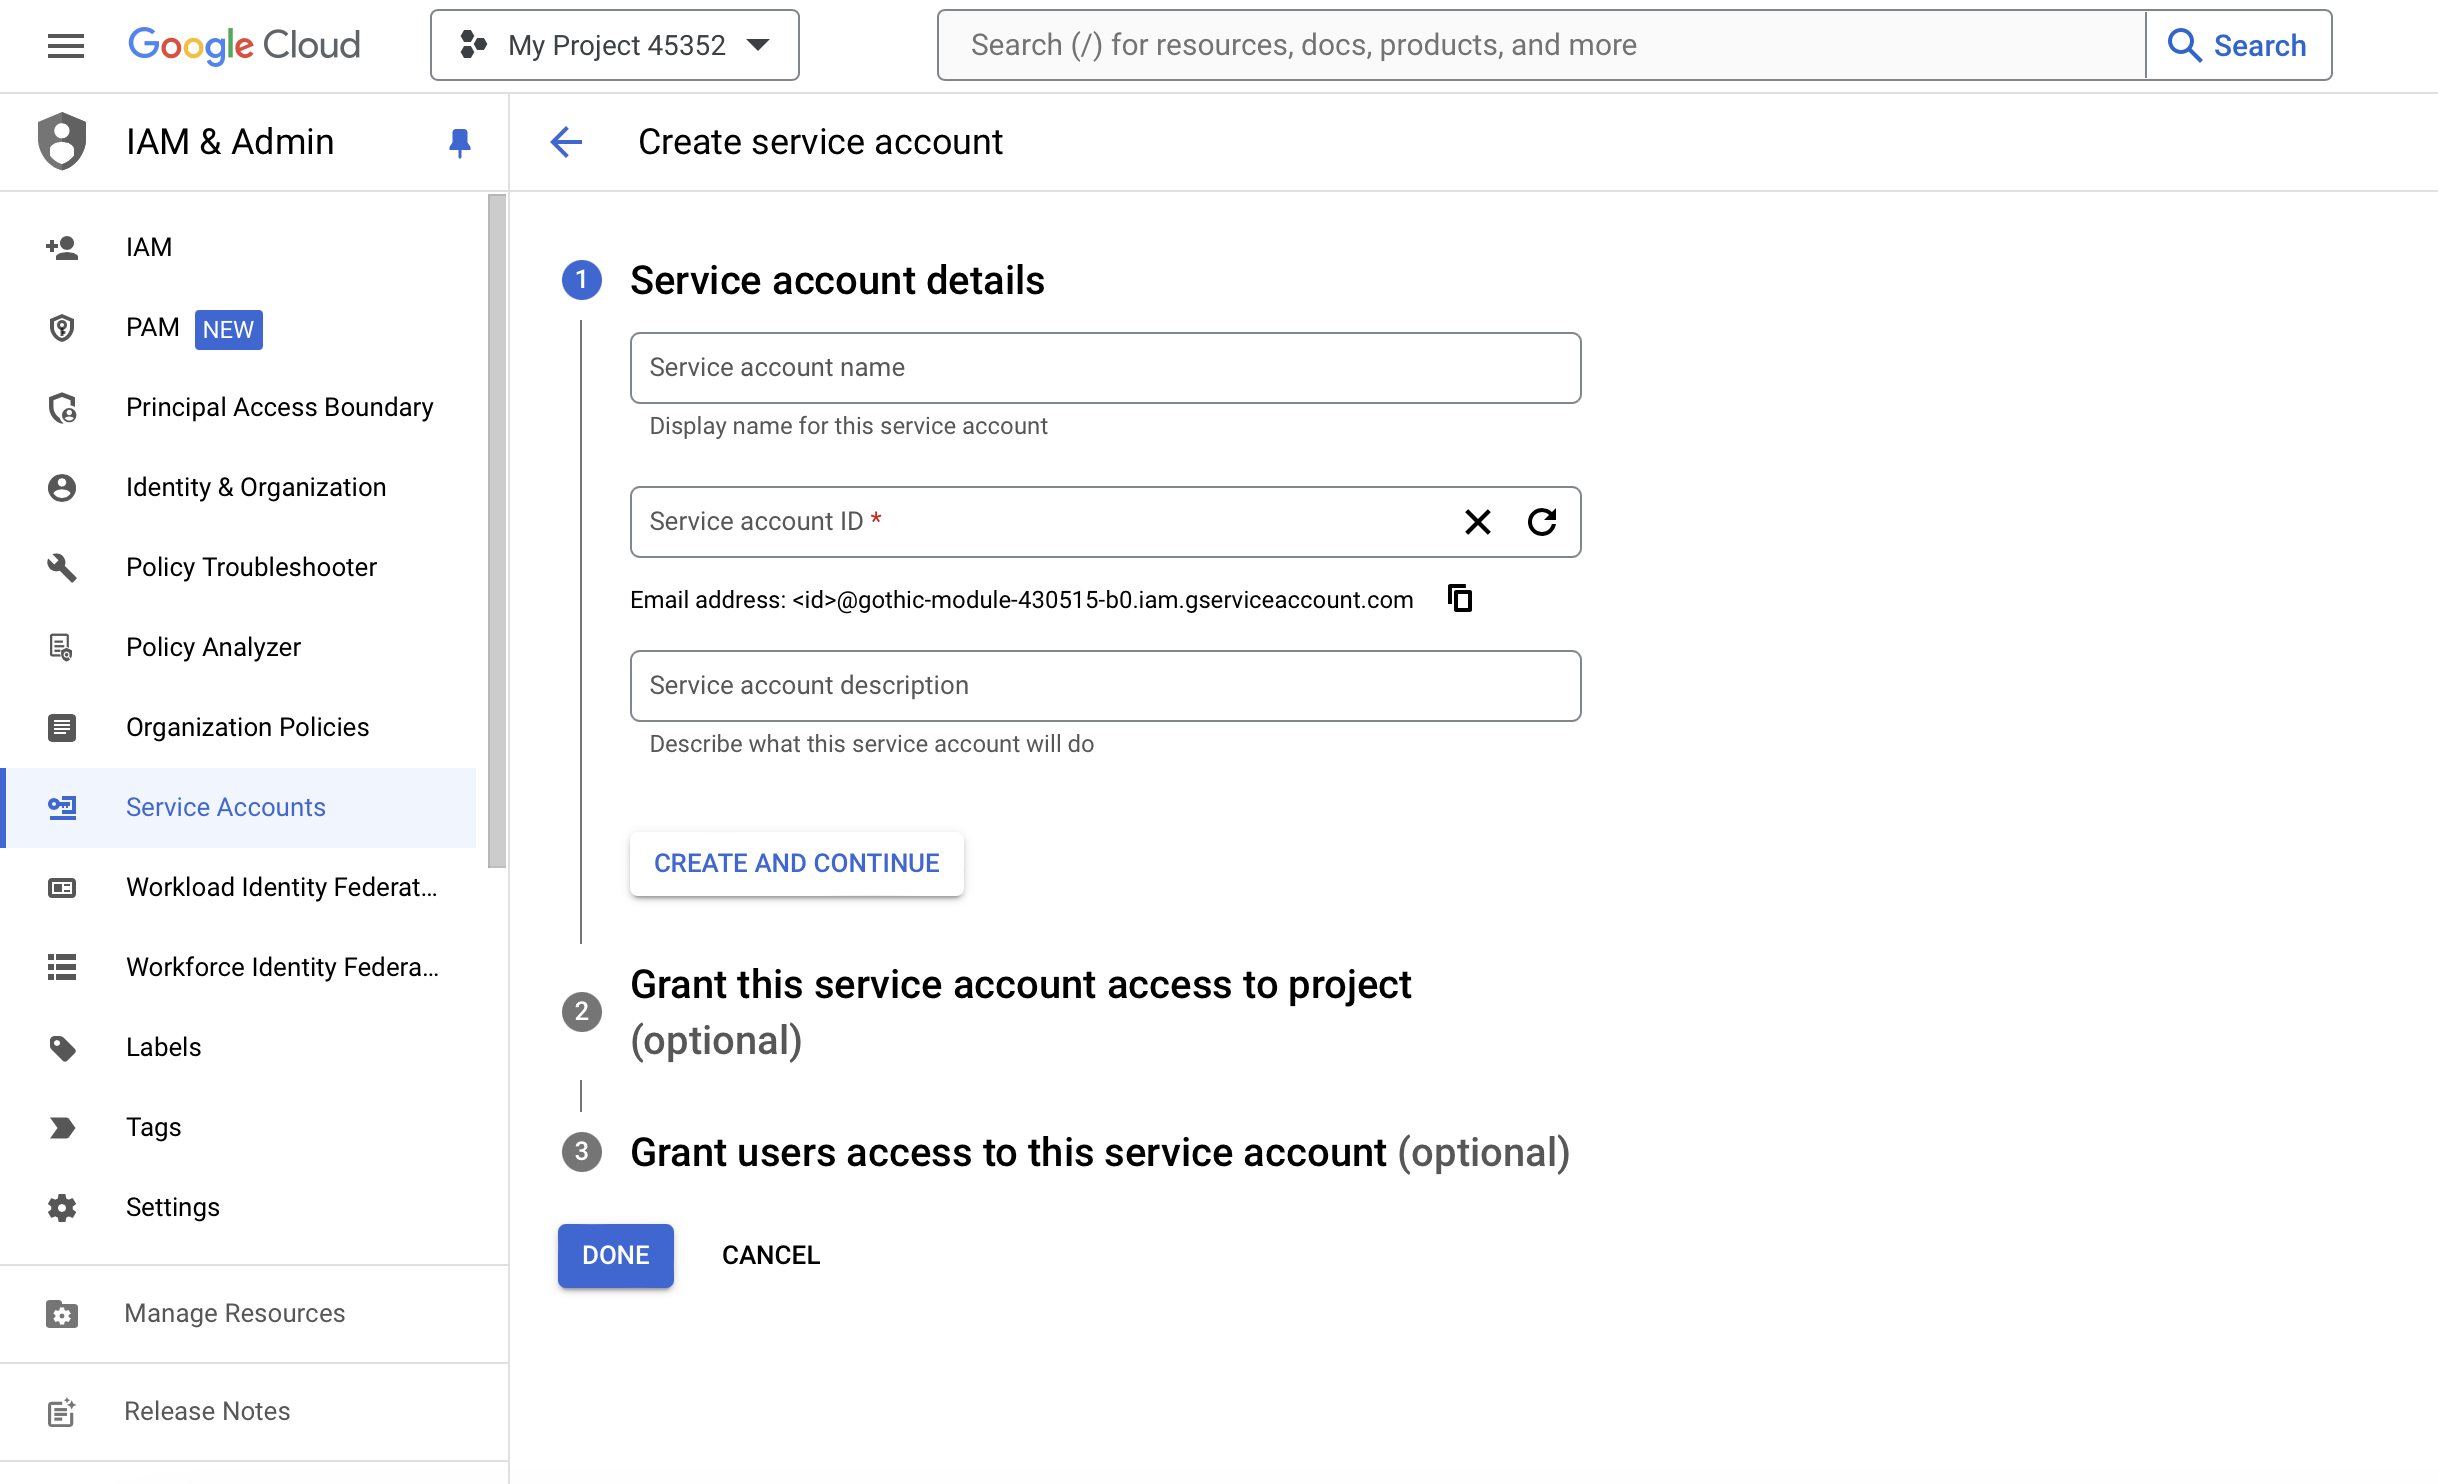 Google Cloud
My Project 45352
Search (/) for resources, docs, products, and more
Search
IAM & Admin
Create service account
IAM
PAM NEW
Principal Access Boundary
Identity & Organization
Policy Troubleshooter
Policy Analyzer
Organization Policies
Service Accounts
Workload Identity Federat...
Workforce Identity Federa...
Labels
Tags
Settings
Manage Resources
Release Notes
1 Service account details
Service account name
Display name for this service account
Service account ID *
Email address: <id>@gothic-module-430515-b0.iam.gserviceaccount.com
Service account description
Describe what this service account will do
CREATE AND CONTINUE
2 Grant this service account access to project
(optional)
3 Grant users access to this service account (optional)
DONE
CANCEL